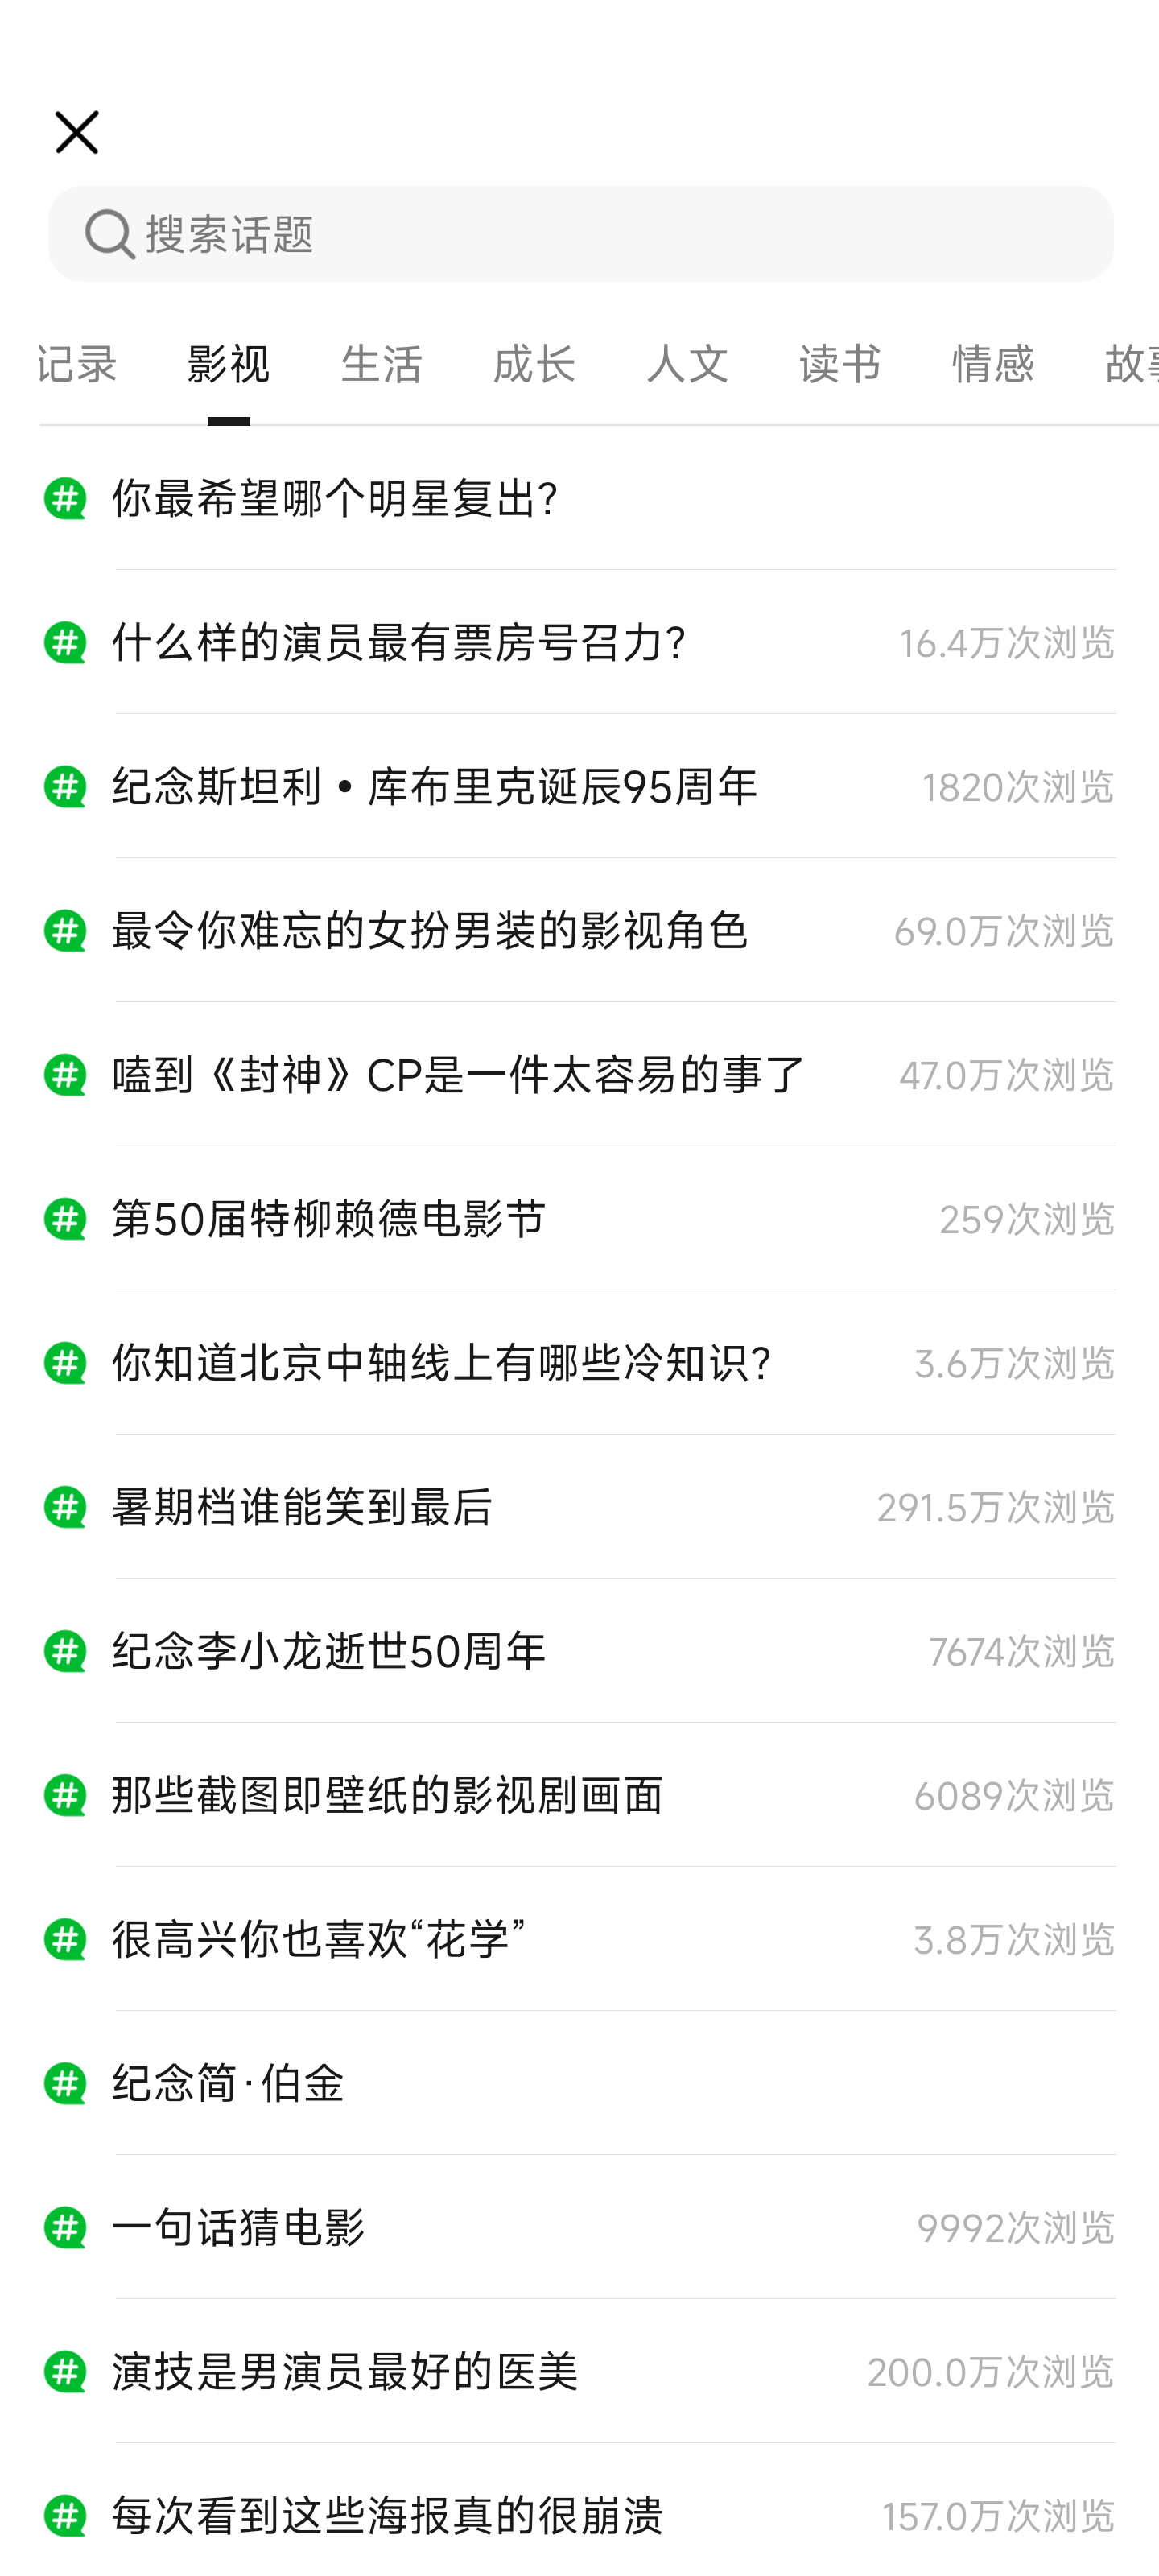 搜索话题
记录 影视 生活 成长 人文 读书 情感 故事
你最希望哪个明星复出?
什么样的演员最有票房号召力? 16.4万次浏览
纪念斯坦利•库布里克诞辰95周年 1820次浏览
最令你难忘的女扮男装的影视角色 69.0万次浏览
嗑到《封神》CP是一件太容易的事了 47.0万次浏览
第50届特柳赖德电影节 259次浏览
你知道北京中轴线上有哪些冷知识? 3.6万次浏览
暑期档谁能笑到最后 291.5万次浏览
纪念李小龙逝世50周年 7674次浏览
那些截图即壁纸的影视剧画面 6089次浏览
很高兴你也喜欢“花学” 3.8万次浏览
纪念简·伯金
一句话猜电影 9992次浏览
演技是男演员最好的医美 200.0万次浏览
每次看到这些海报真的很崩溃 157.0万次浏览